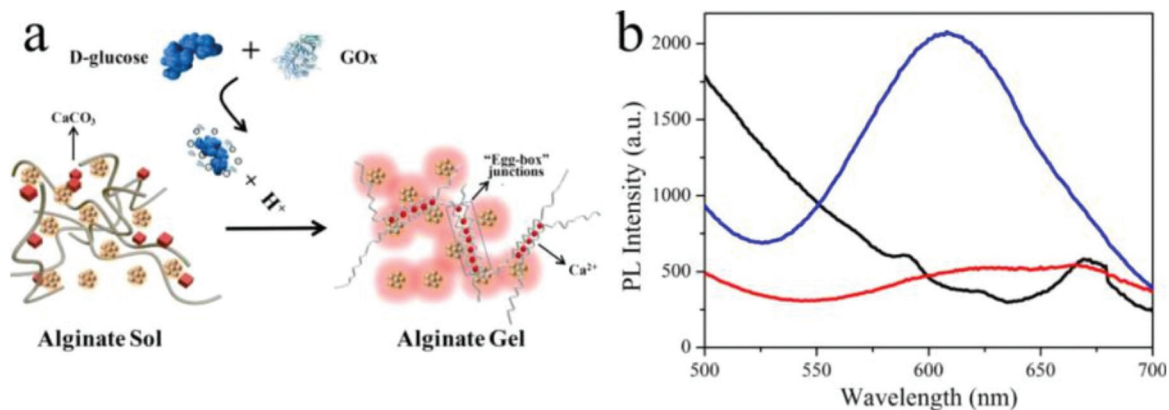 a
D-glucose + GOx
CaCO₃
+ H⁺
"Egg-box"
junctions
Ca²⁺
Alginate Sol
Alginate Gel
b
PL Intensity (a.u.)
2000
1500
1000
500
0
500 550 600 650 700
Wavelength (nm)